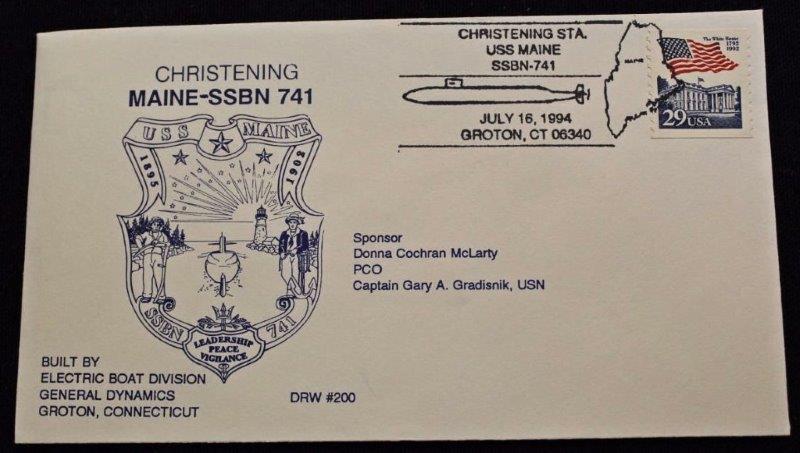 CHRISTENING
MAINE-SSBN 741
USS MAINE
1895
1902
SSBN 741
LEADERSHIP
PEACE
VIGILANCE
BUILT BY
ELECTRIC BOAT DIVISION
GENERAL DYNAMICS
GROTON, CONNECTICUT
DRW #200
Sponsor
Donna Cochran McLarty
PCO
Captain Gary A. Gradisnik, USN
CHRISTENING STA.
USS MAINE
SSBN-741
JULY 16, 1994
GROTON, CT 06340
MAINE
The White House
1792
1992
29 USA